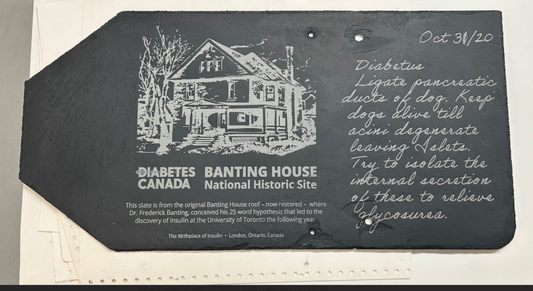 Oct 31/20
Diabetus
Ligate pancreatic
ducts of dog. Keep
dogs alive till
acini degenerate
leaving Islets.
Try to isolate the
internal secretion
of these to relieve
glycosurea.
DIABETES CANADA
BANTING HOUSE
National Historic Site
This slate is from the original Banting House roof – now restored – where
Dr. Frederick Banting, conceived his 25 word hypothesis that led to the
discovery of insulin at the University of Toronto the following year.
The Birthplace of Insulin • London, Ontario, Canada